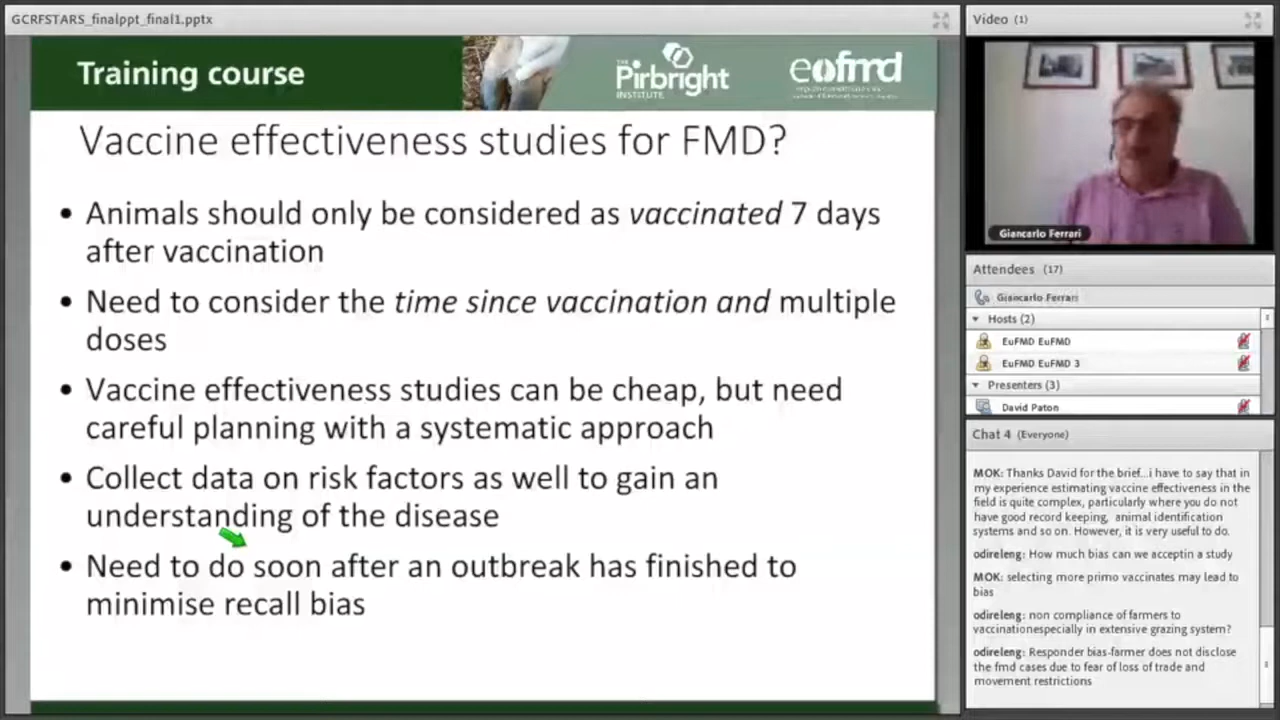 GCRFSTARS_finalppt_final1.pptx
Training course
THE
Pirbright
INSTITUTE
eofmd
Vaccine effectiveness studies for FMD?
• Animals should only be considered as vaccinated 7 days
after vaccination
• Need to consider the time since vaccination and multiple
doses
• Vaccine effectiveness studies can be cheap, but need
careful planning with a systematic approach
• Collect data on risk factors as well to gain an
understanding of the disease
• Need to do soon after an outbreak has finished to
minimise recall bias
Video (1)
Giancarlo Ferrari
Attendees (17)
Giancarlo Ferrari
Hosts (2)
EuFMD EuFMD
EuFMD EuFMD 3
Presenters (3)
David Paton
Chat 4 (Everyone)
MOK: Thanks David for the brief...i have to say that in
my experience estimating vaccine effectiveness in the
field is quite complex, particularly where you do not
have good record keeping, animal identification
systems and so on. However, it is very useful to do.
odireleng: How much bias can we acceptin a study
MOK: selecting more primo vaccinates may lead to
bias
odireleng: non compliance of farmers to
vaccinationespecially in extensive grazing system?
odireleng: Responder bias-farmer does not disclose
the fmd cases due to fear of loss of trade and
movement restrictions